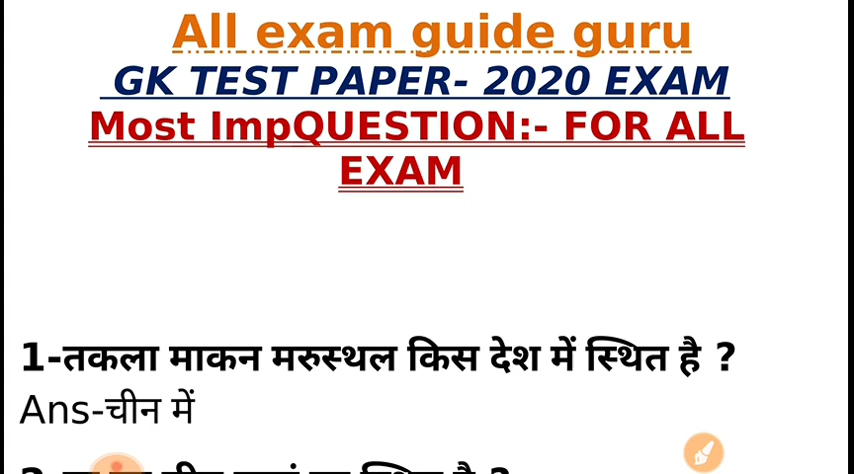 All exam guide guru
GK TEST PAPER- 2020 EXAM
Most ImpQUESTION:- FOR ALL
EXAM
1-तकला माकन मरुस्थल किस देश में स्थित है ?
Ans-चीन में
स्थित है ?